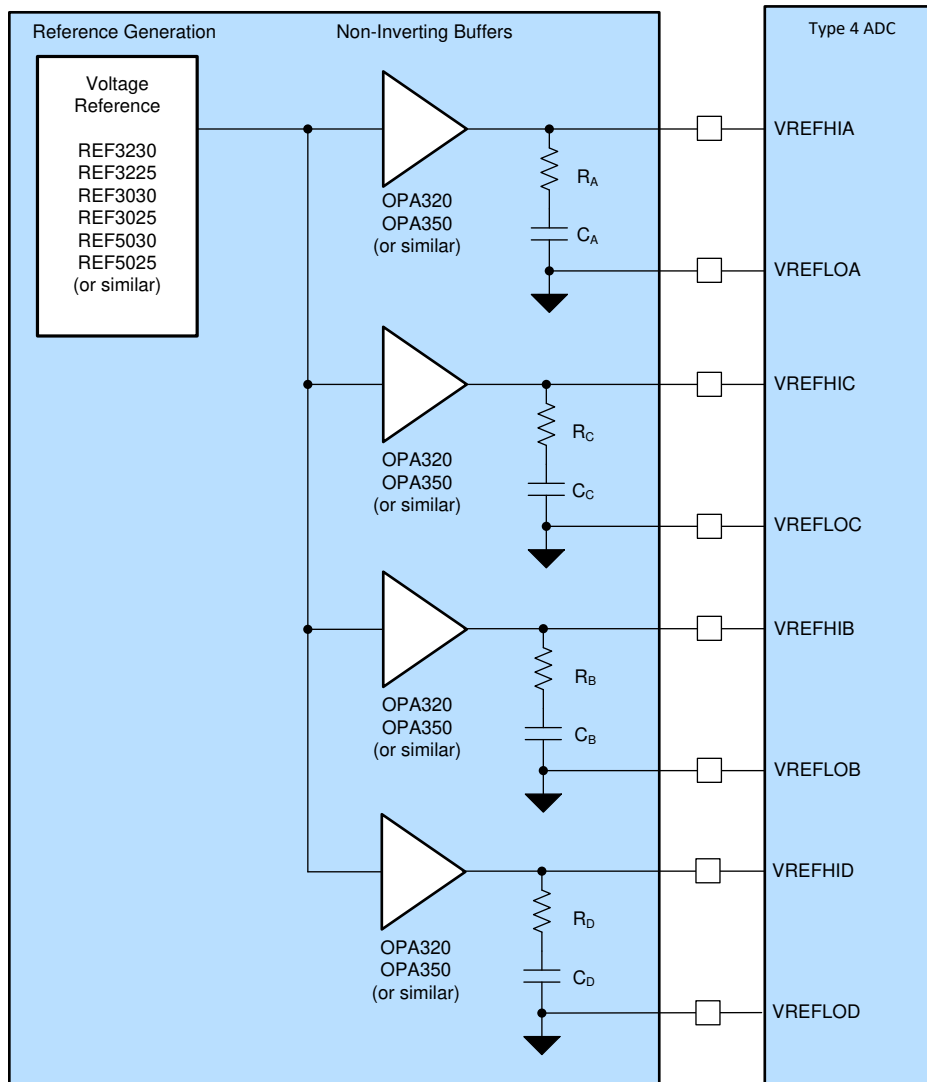 Reference Generation
Non-Inverting Buffers
Type 4 ADC
Voltage
Reference
REF3230
REF3225
REF3030
REF3025
REF5030
REF5025
(or similar)
OPA320
OPA350
(or similar)
RA
CA
VREFHIA
VREFLOA
OPA320
OPA350
(or similar)
RC
CC
VREFHIC
VREFLOC
OPA320
OPA350
(or similar)
RB
CB
VREFHIB
VREFLOB
OPA320
OPA350
(or similar)
RD
CD
VREFHID
VREFLOD